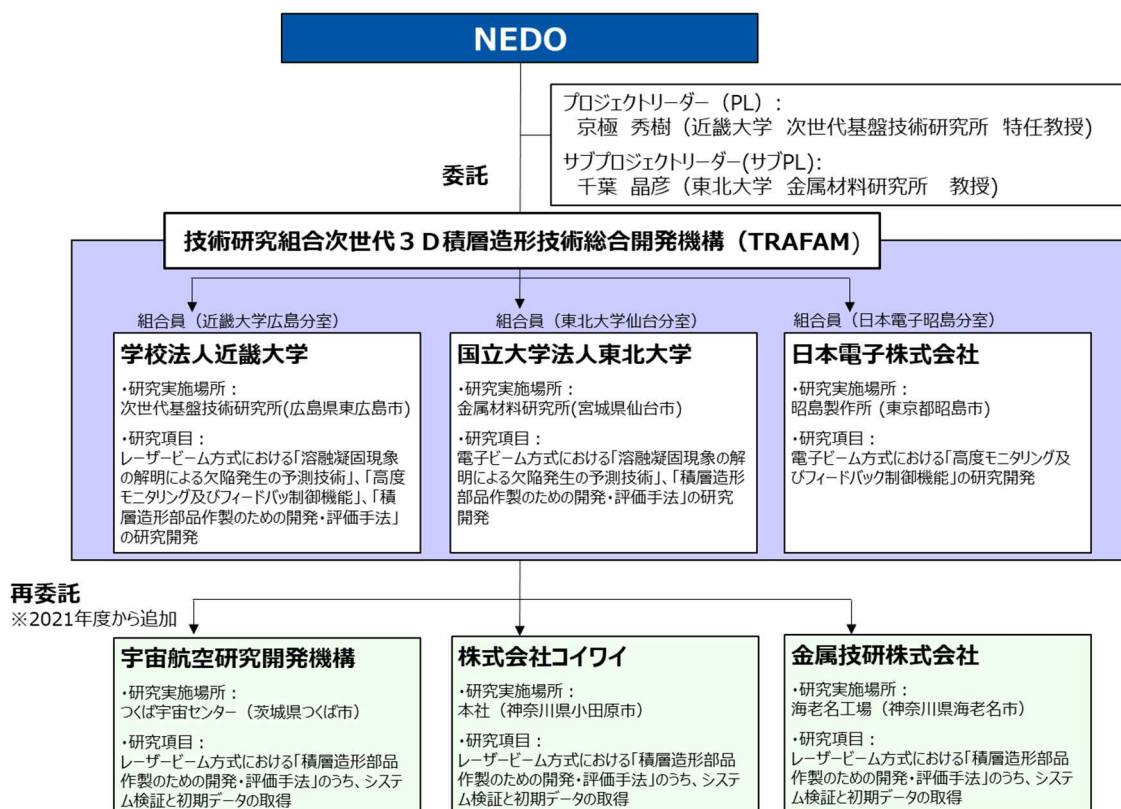 NEDO
プロジェクトリーダー（PL）：
京極 秀樹（近畿大学 次世代基盤技術研究所 特任教授）
サブプロジェクトリーダー(サブPL)：
千葉 晶彦（東北大学 金属材料研究所 教授）
委託
技術研究組合次世代３Ｄ積層造形技術総合開発機構（TRAFAM）
組合員（近畿大学広島分室）
学校法人近畿大学
・研究実施場所：
次世代基盤技術研究所(広島県東広島市)
・研究項目：
レーザービーム方式における「溶融凝固現象
の解明による欠陥発生の予測技術」、「高度
モニタリング及びフィードバッ制御機能」、「積
層造形部品作製のための開発・評価手法」
の研究開発
組合員（東北大学仙台分室）
国立大学法人東北大学
・研究実施場所：
金属材料研究所(宮城県仙台市)
・研究項目：
電子ビーム方式における「溶融凝固現象の解
明による欠陥発生の予測技術」、「積層造形
部品作製のための開発・評価手法」の研究
開発
組合員（日本電子昭島分室）
日本電子株式会社
・研究実施場所：
昭島製作所 (東京都昭島市)
・研究項目：
電子ビーム方式における「高度モニタリング及
びフィードバック制御機能」の研究開発
再委託
※2021年度から追加
宇宙航空研究開発機構
・研究実施場所：
つくば宇宙センター（茨城県つくば市）
・研究項目：
レーザービーム方式における「積層造形部品
作製のための開発・評価手法」のうち、システ
ム検証と初期データの取得
株式会社コイワイ
・研究実施場所：
本社（神奈川県小田原市）
・研究項目：
レーザービーム方式における「積層造形部品
作製のための開発・評価手法」のうち、システ
ム検証と初期データの取得
金属技研株式会社
・研究実施場所：
海老名工場（神奈川県海老名市）
・研究項目：
レーザービーム方式における「積層造形部品
作製のための開発・評価手法」のうち、システ
ム検証と初期データの取得